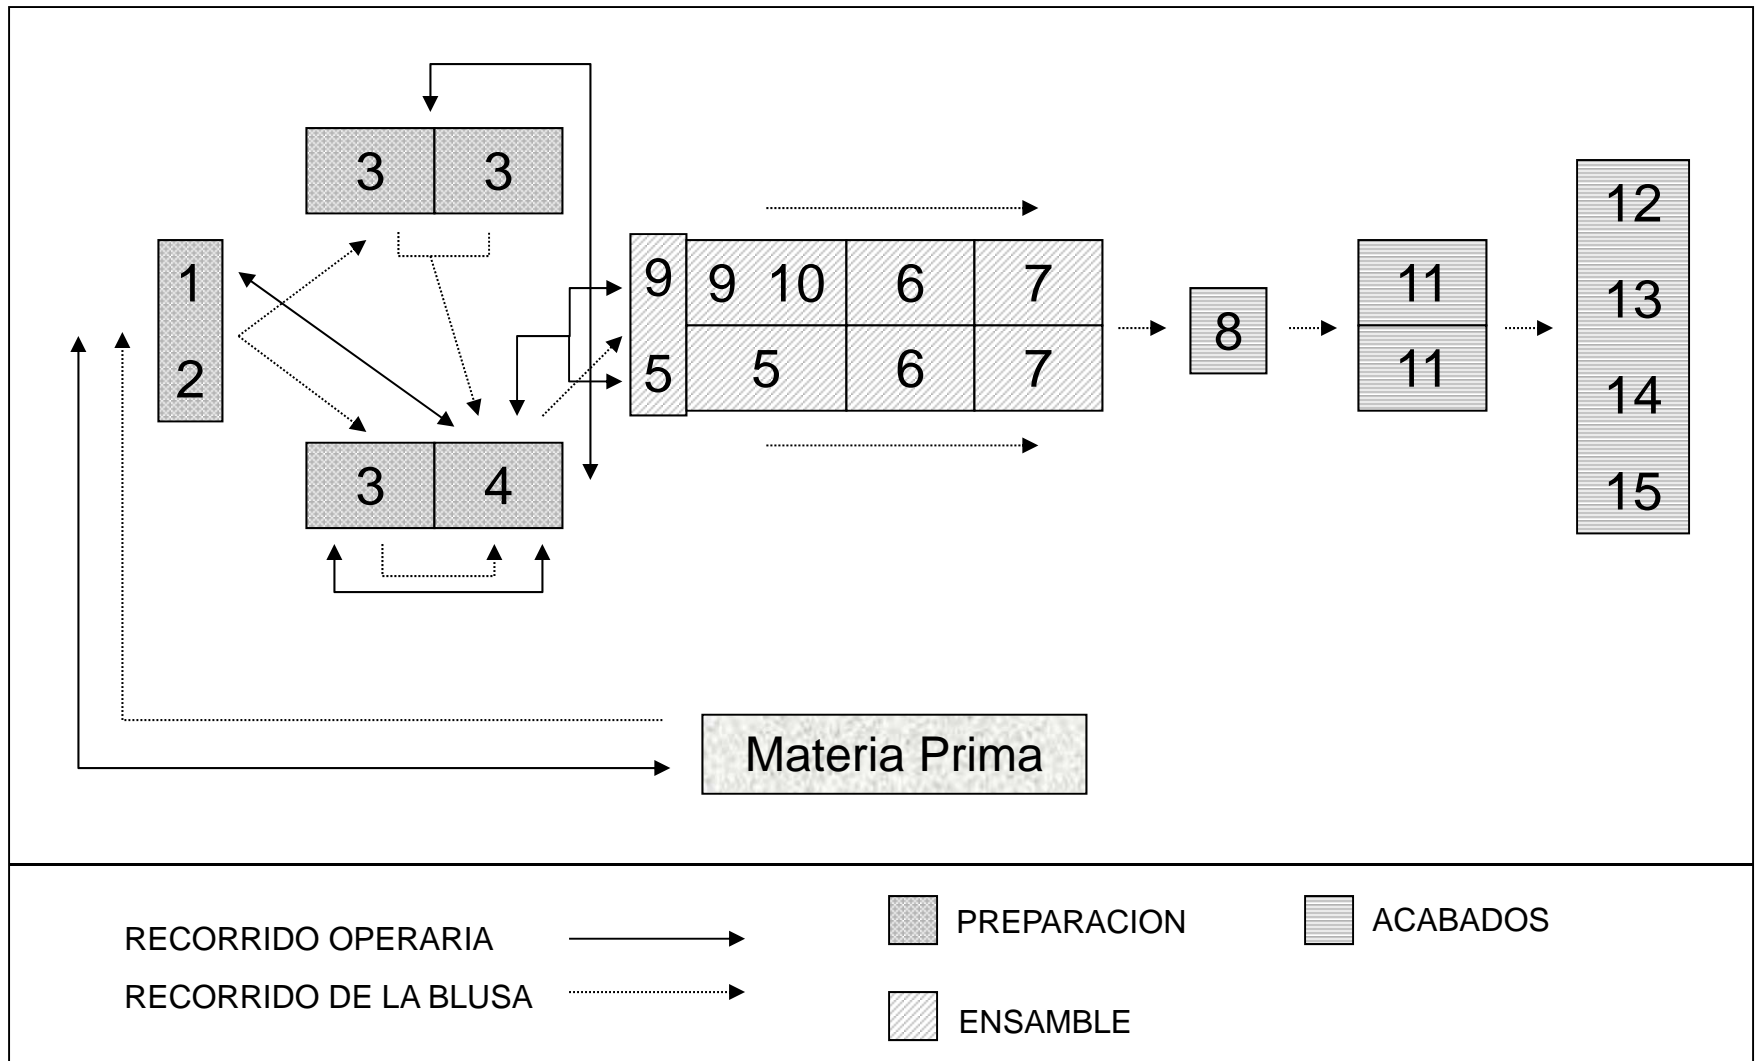 3 3
1
2
3 4
9
5
9 10 6 7
5 6 7
8
11
11
12
13
14
15
Materia Prima
RECORRIDO OPERARIA
RECORRIDO DE LA BLUSA
PREPARACION
ENSAMBLE
ACABADOS